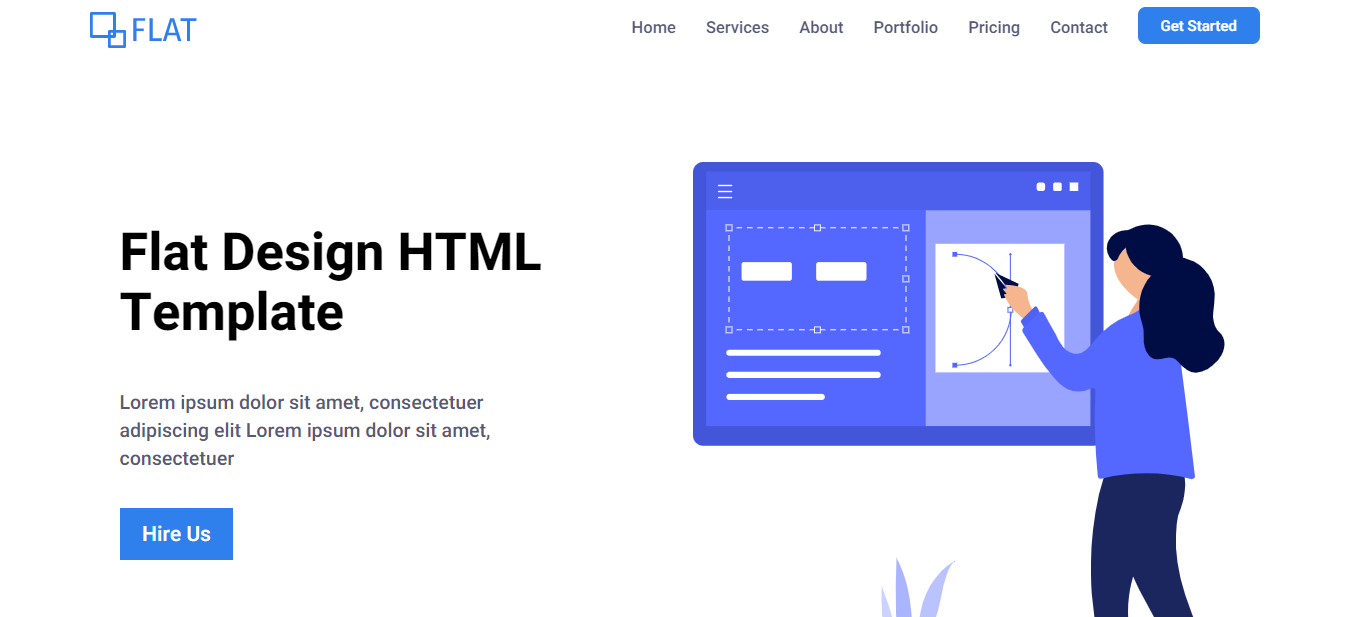 FLAT
Home Services About Portfolio Pricing Contact Get Started
Flat Design HTML
Template
Lorem ipsum dolor sit amet, consectetuer
adipiscing elit Lorem ipsum dolor sit amet,
consectetuer
Hire Us